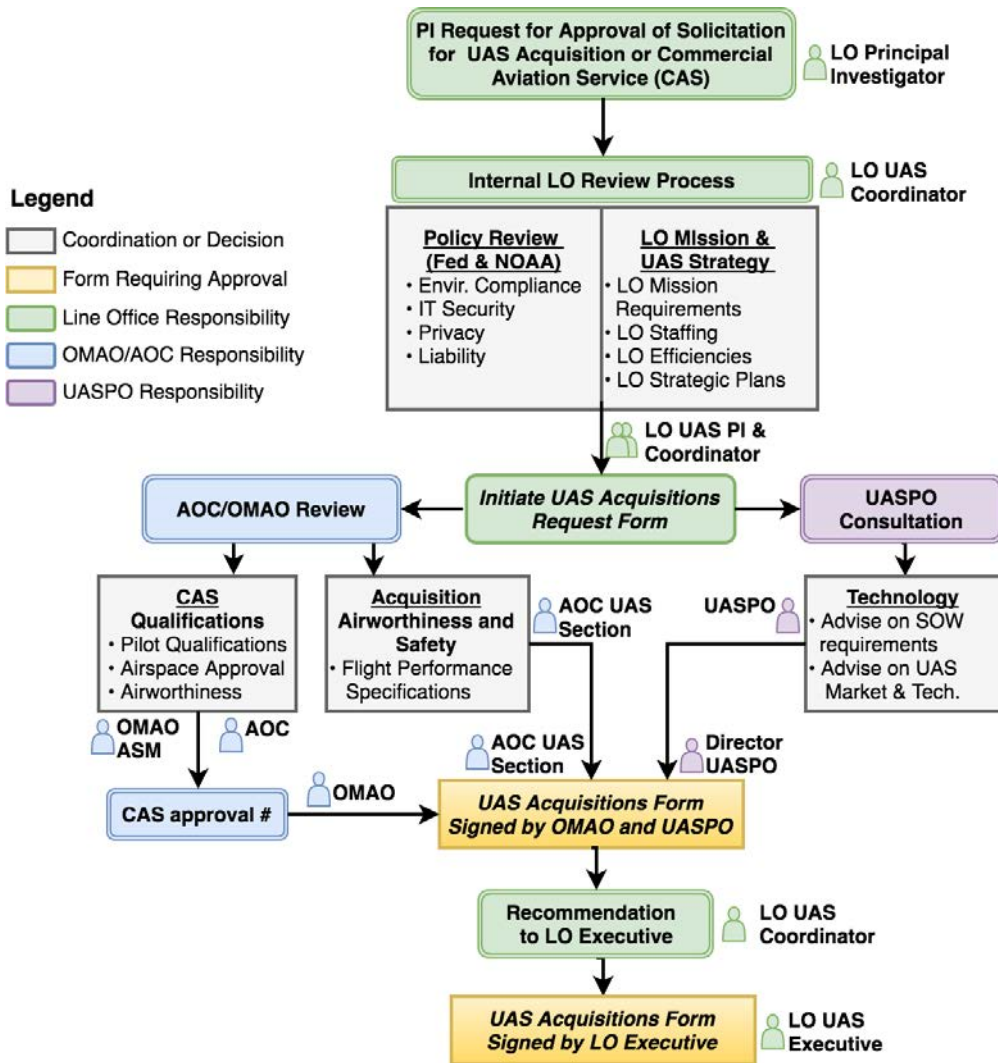 PI Request for Approval of Solicitation
for UAS Acquisition or Commercial
Aviation Service (CAS)
LO Principal
Investigator
Internal LO Review Process
LO UAS
Coordinator
Legend
Coordination or Decision
Form Requiring Approval
Line Office Responsibility
OMAO/AOC Responsibility
UASPO Responsibility
Policy Review
(Fed & NOAA)
• Envir. Compliance
• IT Security
• Privacy
• Liability
LO MIssion &
UAS Strategy
• LO Mission
Requirements
• LO Staffing
• LO Efficiencies
• LO Strategic Plans
LO UAS PI &
Coordinator
AOC/OMAO Review
Initiate UAS Acquisitions
Request Form
UASPO
Consultation
CAS
Qualifications
• Pilot Qualifications
• Airspace Approval
• Airworthiness
Acquisition
Airworthiness and
Safety
• Flight Performance
Specifications
AOC UAS
Section
UASPO
Technology
• Advise on SOW
requirements
• Advise on UAS
Market & Tech.
OMAO
ASM
AOC
AOC UAS
Section
Director
UASPO
CAS approval #
OMAO
UAS Acquisitions Form
Signed by OMAO and UASPO
Recommendation
to LO Executive
LO UAS
Coordinator
UAS Acquisitions Form
Signed by LO Executive
LO UAS
Executive